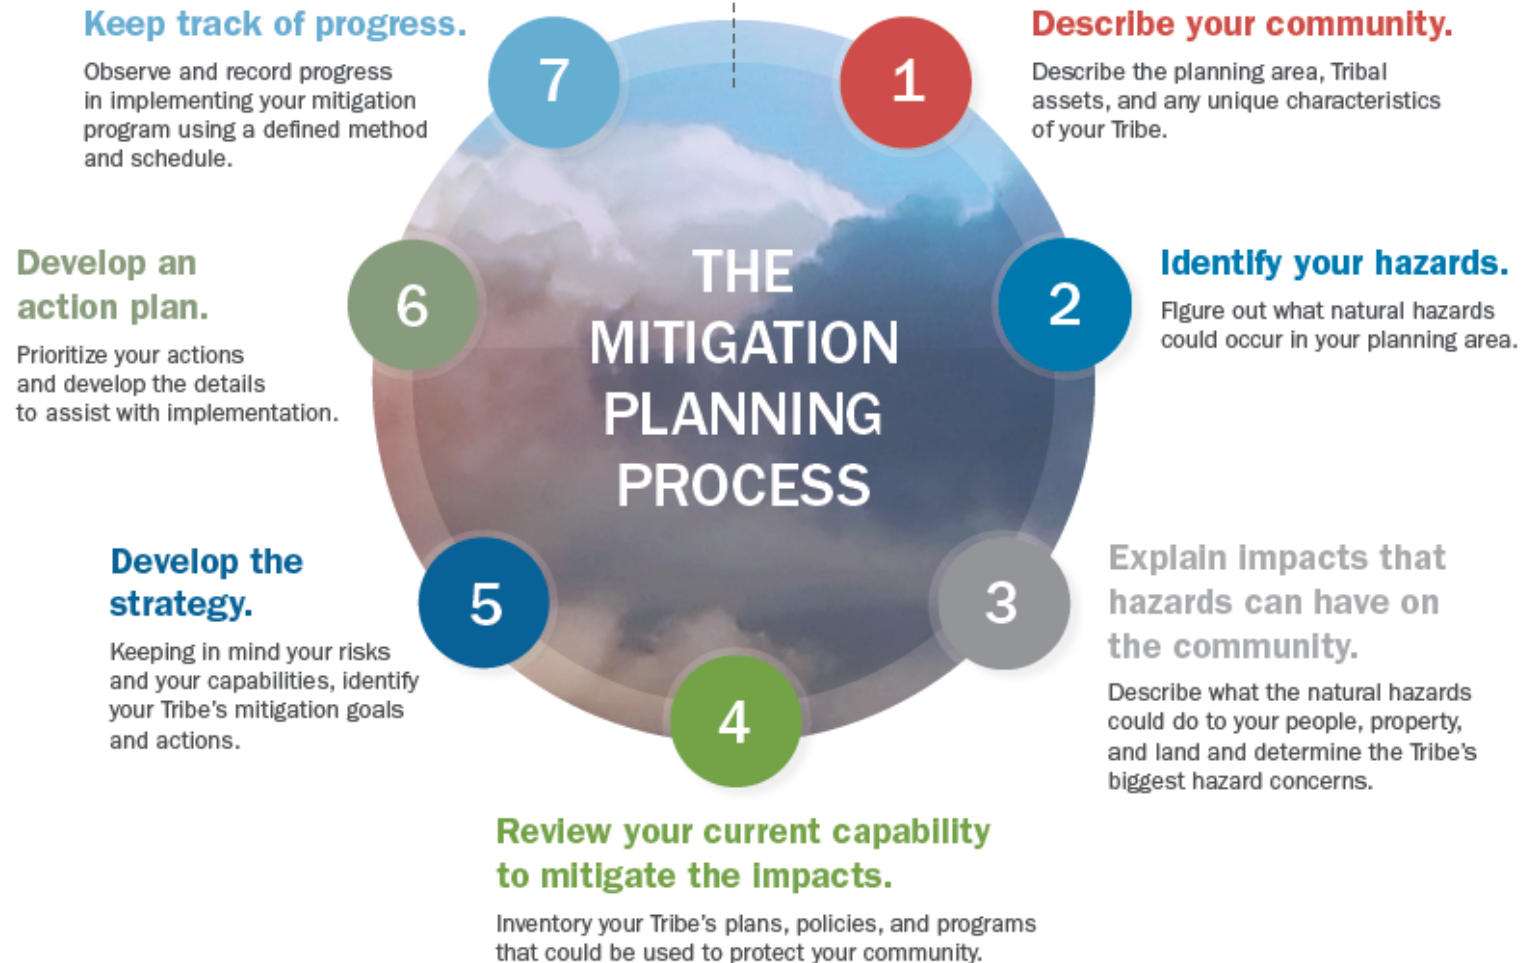 THE
MITIGATION
PLANNING
PROCESS
1
Describe your community.
Describe the planning area, Tribal
assets, and any unique characteristics
of your Tribe.
2
Identify your hazards.
Figure out what natural hazards
could occur in your planning area.
3
Explain impacts that
hazards can have on
the community.
Describe what the natural hazards
could do to your people, property,
and land and determine the Tribe's
biggest hazard concerns.
4
Review your current capability
to mitigate the impacts.
Inventory your Tribe's plans, policies, and programs
that could be used to protect your community.
5
Develop the
strategy.
Keeping in mind your risks
and your capabilities, identify
your Tribe's mitigation goals
and actions.
6
Develop an
action plan.
Prioritize your actions
and develop the details
to assist with implementation.
7
Keep track of progress.
Observe and record progress
in implementing your mitigation
program using a defined method
and schedule.